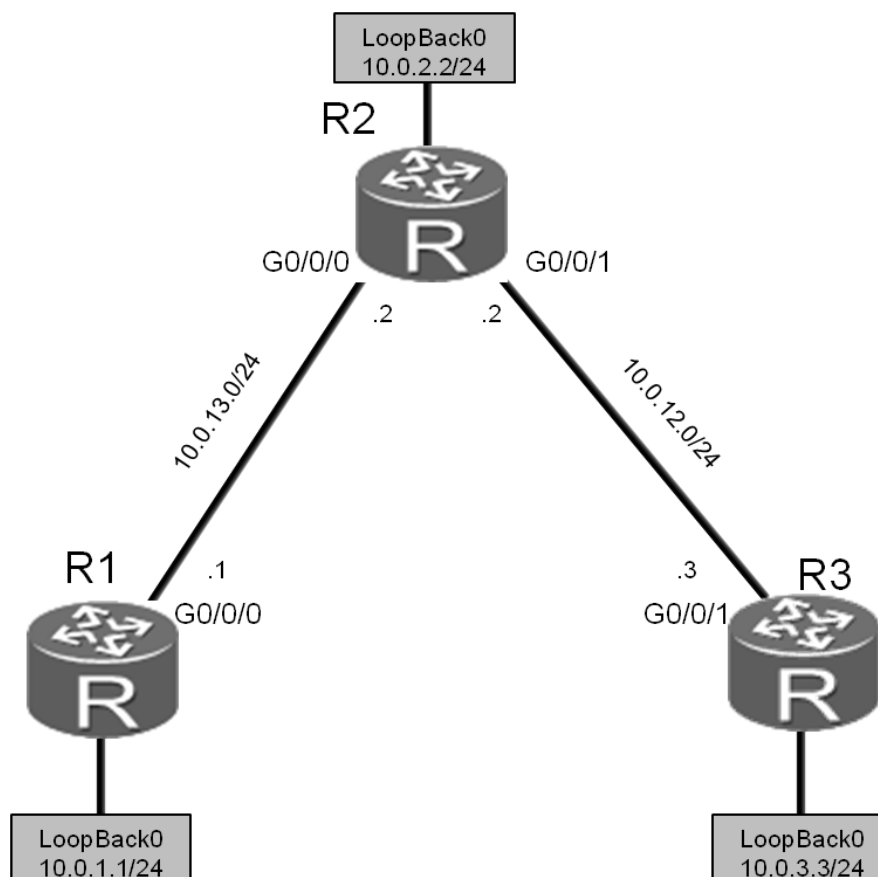 LoopBack0
10.0.2.2/24
R2
R
G0/0/0
G0/0/1
.2
.2
10.0.13.0/24
10.0.12.0/24
R1
.1
.3
R3
G0/0/0
G0/0/1
R
R
LoopBack0
10.0.1.1/24
LoopBack0
10.0.3.3/24